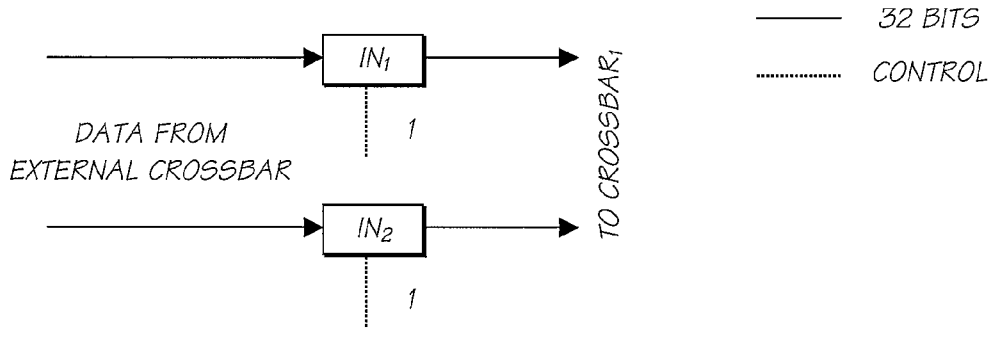 32 BITS
CONTROL
IN1
1
DATA FROM
EXTERNAL CROSSBAR
IN2
1
TO CROSSBAR1